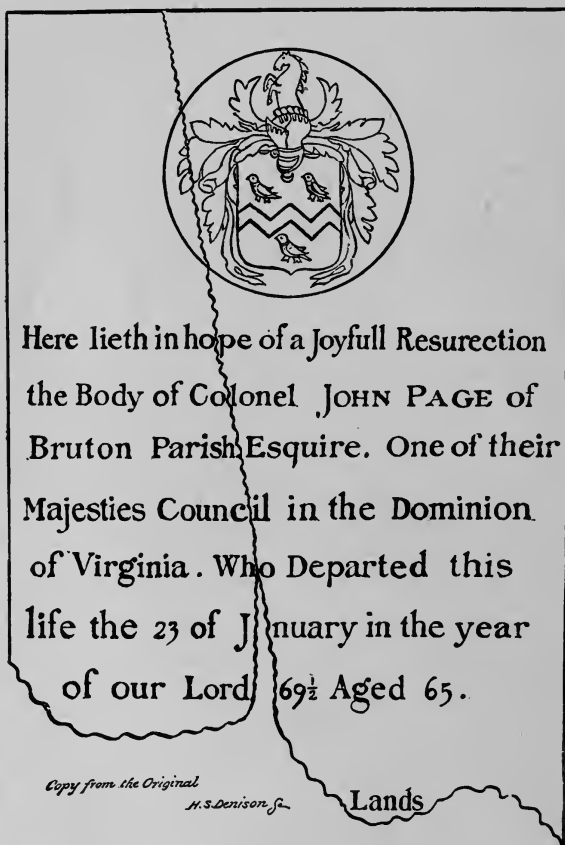 Here lieth in hope of a Joyfull Resurection
the Body of Colonel JOHN PAGE of
Bruton Parish Esquire. One of their
Majesties Council in the Dominion
of Virginia. Who Departed this
life the 23 of J nuary in the year
of our Lord 69½ Aged 65.
Copy from the Original
H.S. Denison Sc
Lands